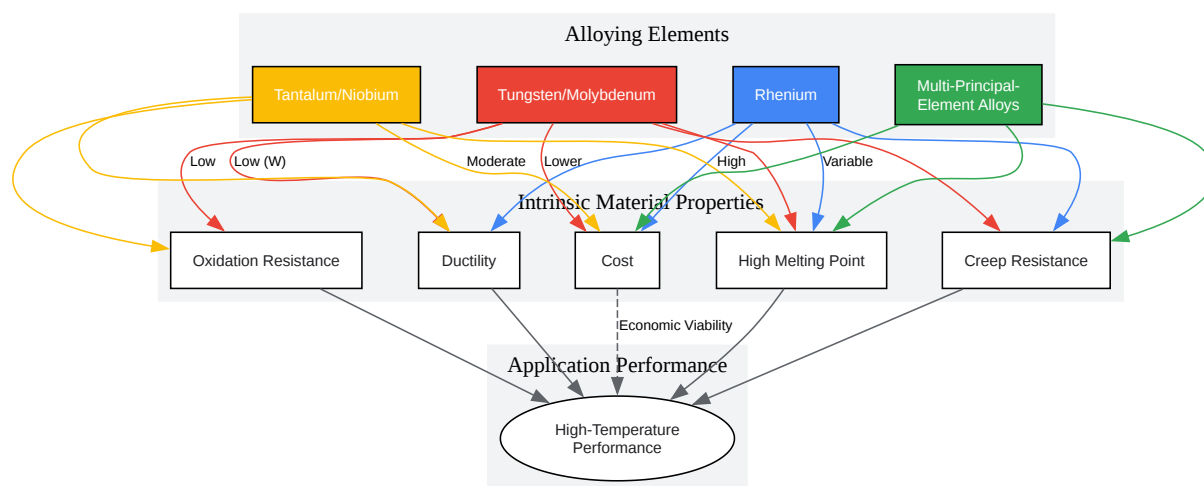 Alloying Elements
Tantalum/Niobium
Tungsten/Molybdenum
Rhenium
Multi-Principal-
Element Alloys
Low
Low (W)
Moderate
Lower
High
Variable
Intrinsic Material Properties
Oxidation Resistance
Ductility
Cost
High Melting Point
Creep Resistance
Economic Viability
Application Performance
High-Temperature
Performance